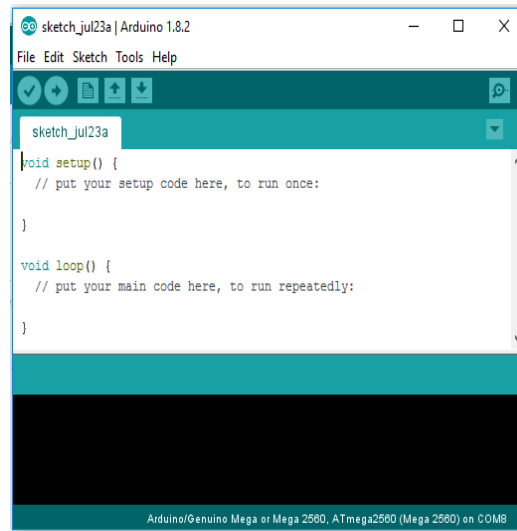 sketch_jul23a | Arduino 1.8.2
File Edit Sketch Tools Help
sketch_jul23a
void setup() {
  // put your setup code here, to run once:
}
void loop() {
  // put your main code here, to run repeatedly:
}
Arduino/Genuino Mega or Mega 2560, ATmega2560 (Mega 2560) on COM8